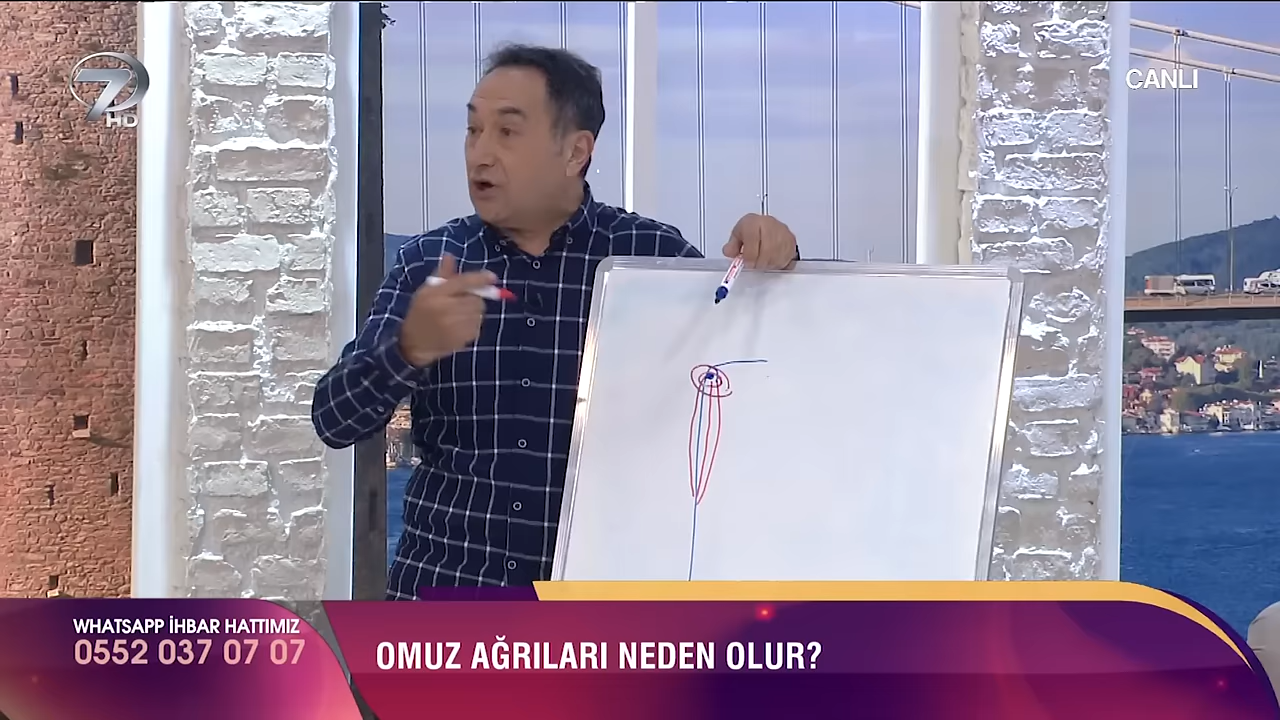 7
HD
CANLI
WHATSAPP İHBAR HATTIMIZ
0552 037 07 07
OMUZ AĞRILARI NEDEN OLUR?